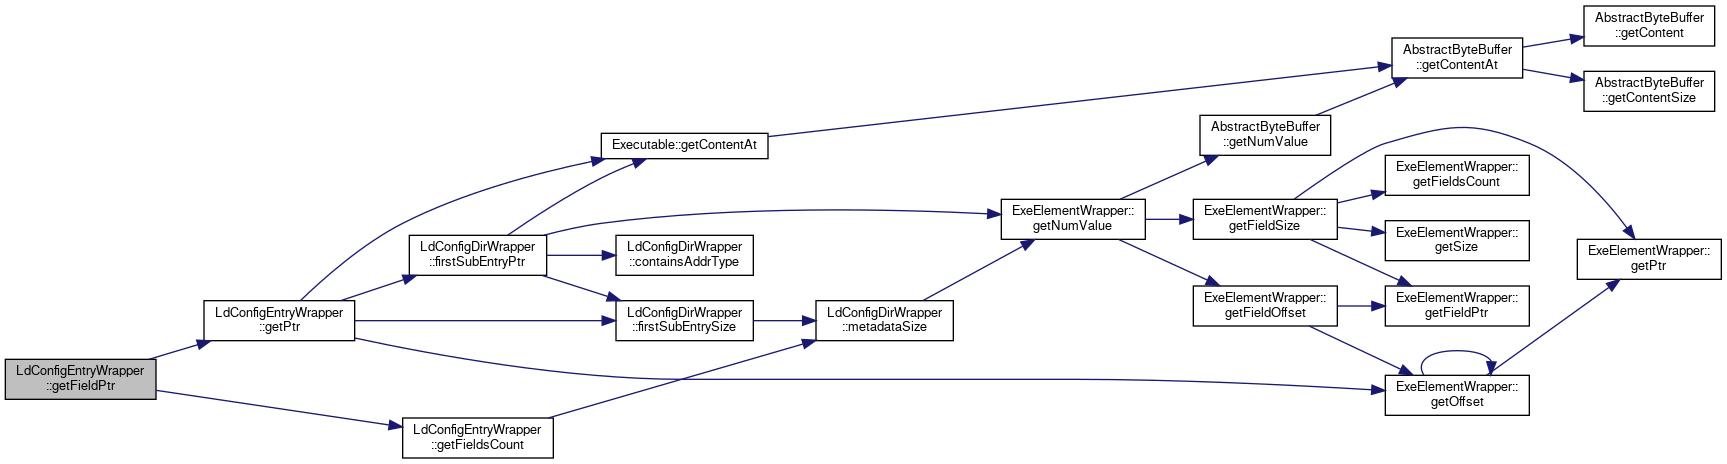 LdConfigEntryWrapper
::getFieldPtr
LdConfigEntryWrapper
::getPtr
LdConfigEntryWrapper
::getFieldsCount
LdConfigDirWrapper
::firstSubEntryPtr
Executable::getContentAt
LdConfigDirWrapper
::containsAddrType
LdConfigDirWrapper
::firstSubEntrySize
LdConfigDirWrapper
::metadataSize
ExeElementWrapper::
getNumValue
AbstractByteBuffer
::getNumValue
ExeElementWrapper::
getFieldSize
ExeElementWrapper::
getFieldOffset
AbstractByteBuffer
::getContentAt
ExeElementWrapper::
getFieldsCount
ExeElementWrapper::
getSize
ExeElementWrapper::
getFieldPtr
ExeElementWrapper::
getOffset
AbstractByteBuffer
::getContent
AbstractByteBuffer
::getContentSize
ExeElementWrapper::
getPtr